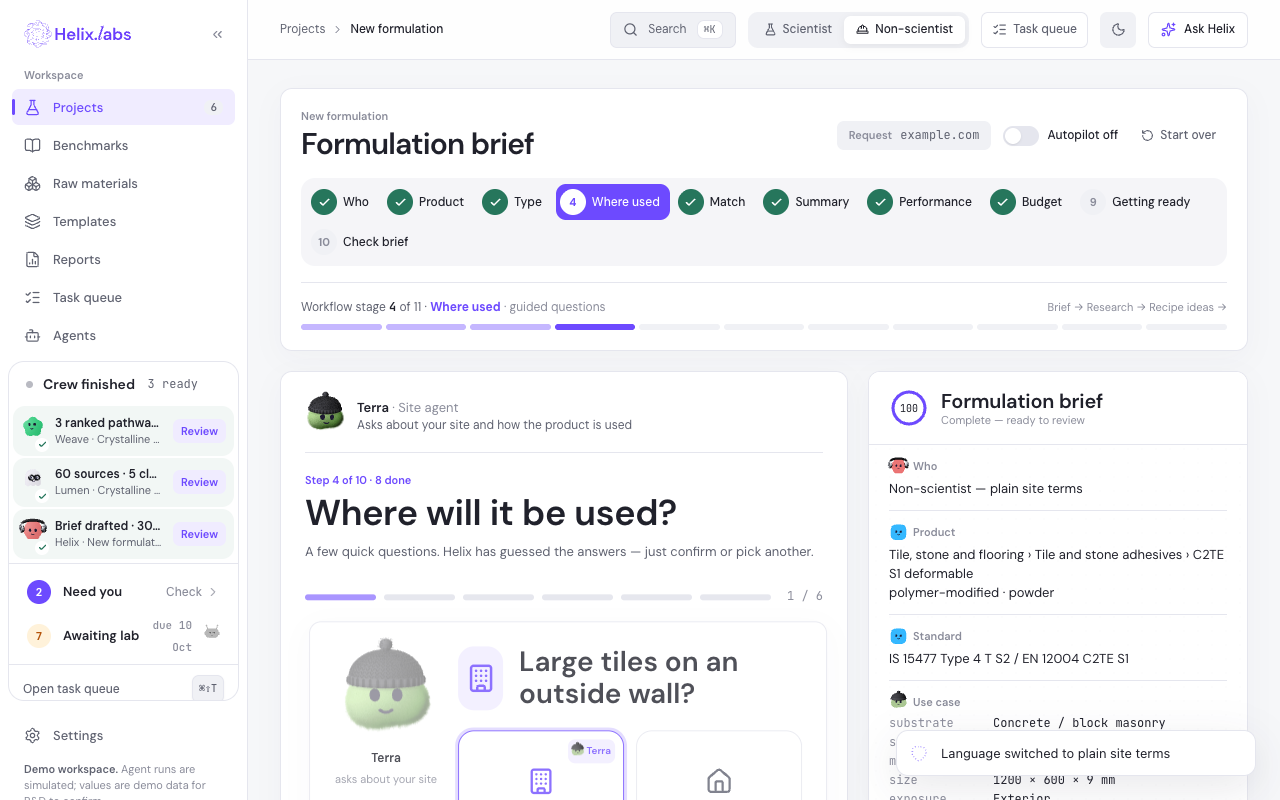 Helix.labs
Workspace
Projects 6
Benchmarks
Raw materials
Templates
Reports
Task queue
Agents
Crew finished 3 ready
3 ranked pathwa...
Weave · Crystalline ...
Review
60 sources · 5 cl...
Lumen · Crystalline ...
Review
Brief drafted · 30...
Helix · New formulat...
Review
2 Need you Check
7 Awaiting lab due 10 Oct
Open task queue ⌘⇧T
Settings
Demo workspace. Agent runs are
simulated; values are demo data for
Projects > New formulation
Search ⌘K
Scientist Non-scientist
Task queue
Ask Helix
New formulation
Formulation brief
Request example.com
Autopilot off
Start over
Who
Product
Type
4 Where used
Match
Summary
Performance
Budget
9 Getting ready
10 Check brief
Workflow stage 4 of 11 · Where used · guided questions
Brief → Research → Recipe ideas →
Terra · Site agent
Asks about your site and how the product is used
Step 4 of 10 · 8 done
Where will it be used?
A few quick questions. Helix has guessed the answers — just confirm or pick another.
1 / 6
Terra
asks about your site
Large tiles on an
outside wall?
Terra
100
Formulation brief
Complete — ready to review
Who
Non-scientist — plain site terms
Product
Tile, stone and flooring › Tile and stone adhesives › C2TE
S1 deformable
polymer-modified · powder
Standard
IS 15477 Type 4 T S2 / EN 12004 C2TE S1
Use case
substrate Concrete / block masonry
size 1200 × 600 × 9 mm
exposure Exterior
Language switched to plain site terms